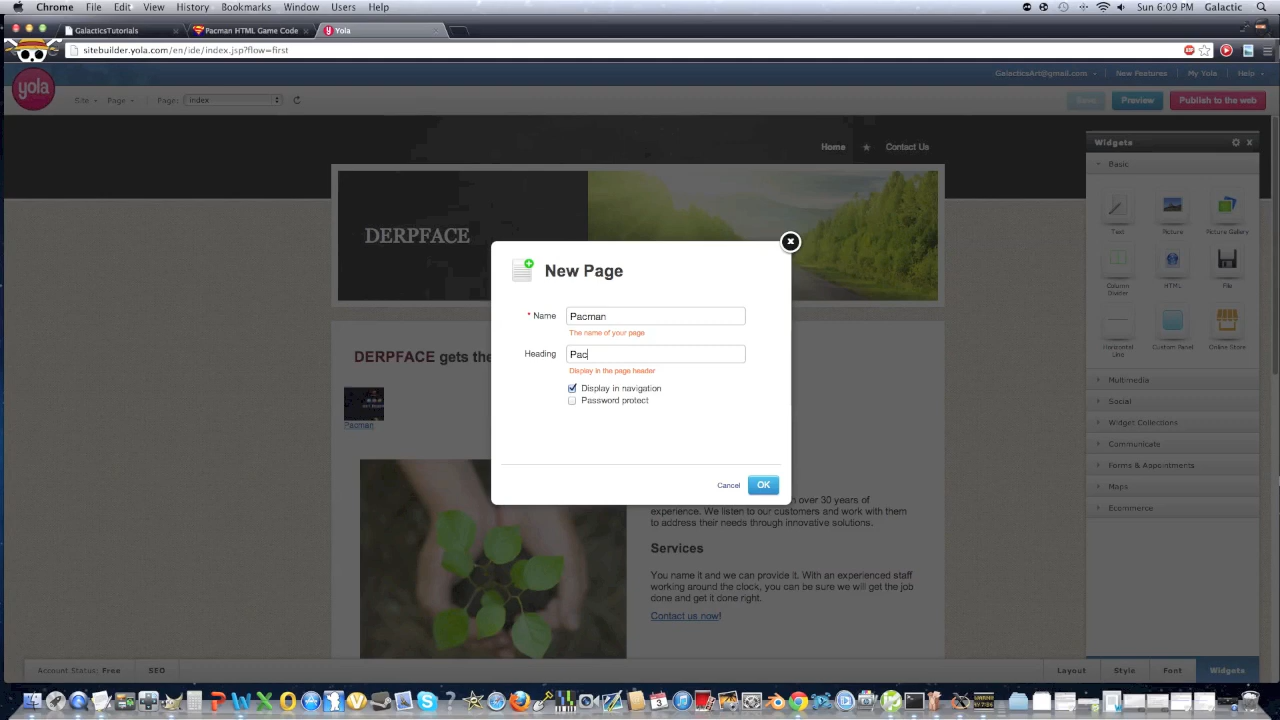 Chrome File Edit View History Bookmarks Window Users Help Sun 6:09 PM Galactic
GalacticsTutorials Pacman HTML Game Code Yola
sitebuilder.yola.com/en/ide/index.jsp?flow=first
yola
GalacticsArt@gmail.com New Features My Yola Help
Site Page Page: Index Save Preview Publish to the web
Home Contact Us
DERPFACE
DERPFACE gets the
Pacman
New Page
* Name Pacman
The name of your page
Heading Pac
Display in the page header
Display in navigation
Password protect
Cancel OK
over 30 years of
experience. We listen to our customers and work with them
to address their needs through innovative solutions.
Services
You name it and we can provide it. With an experienced staff
working around the clock, you can be sure we will get the job
done and get it done right.
Contact us now!
Widgets
Basic
Text Picture Picture Gallery
Column Divider HTML File
Horizontal Line Custom Panel Online Store
Multimedia
Social
Widget Collections
Communicate
Forms & Appointments
Maps
Ecommerce
Account Status: Free SEO Layout Style Font Widgets